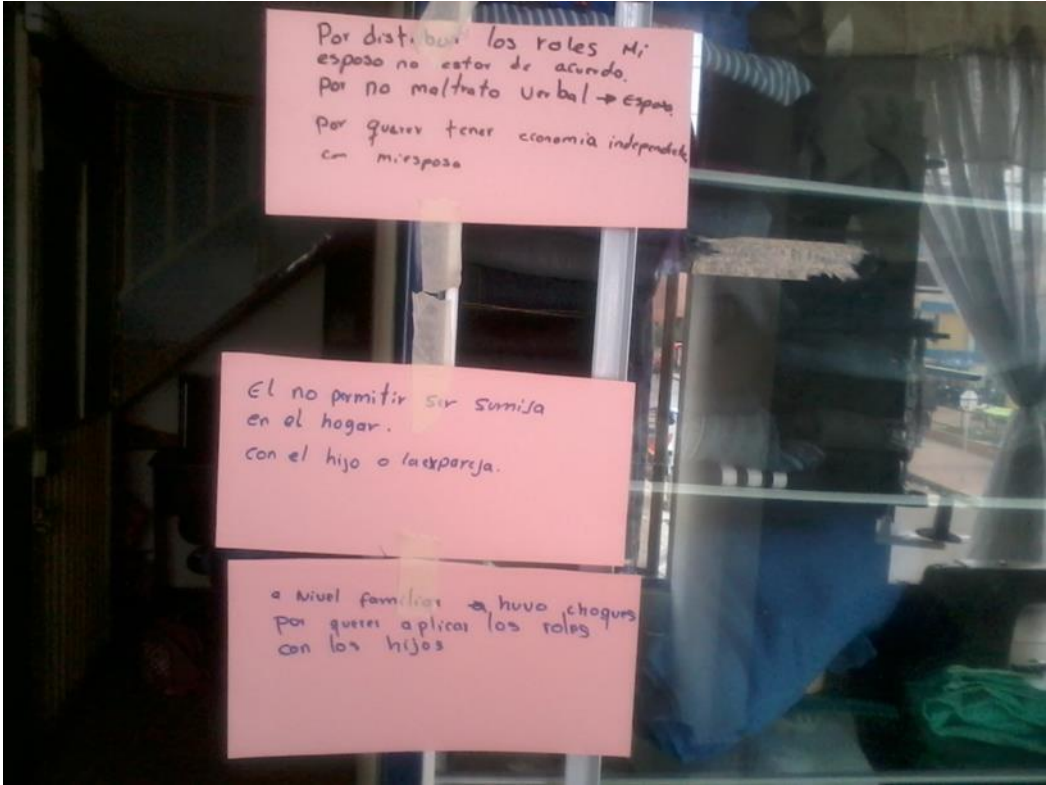 Por distribuir los roles Mi
esposo no estar de acuerdo.
Por no maltrato verbal → Esposo
por querer tener economia independiete
con mi esposo
El no permitir ser sumisa
en el hogar.
con el hijo o la expareja.
a Nivel familiar → huvo choques
por querer aplicar los roles
con los hijos